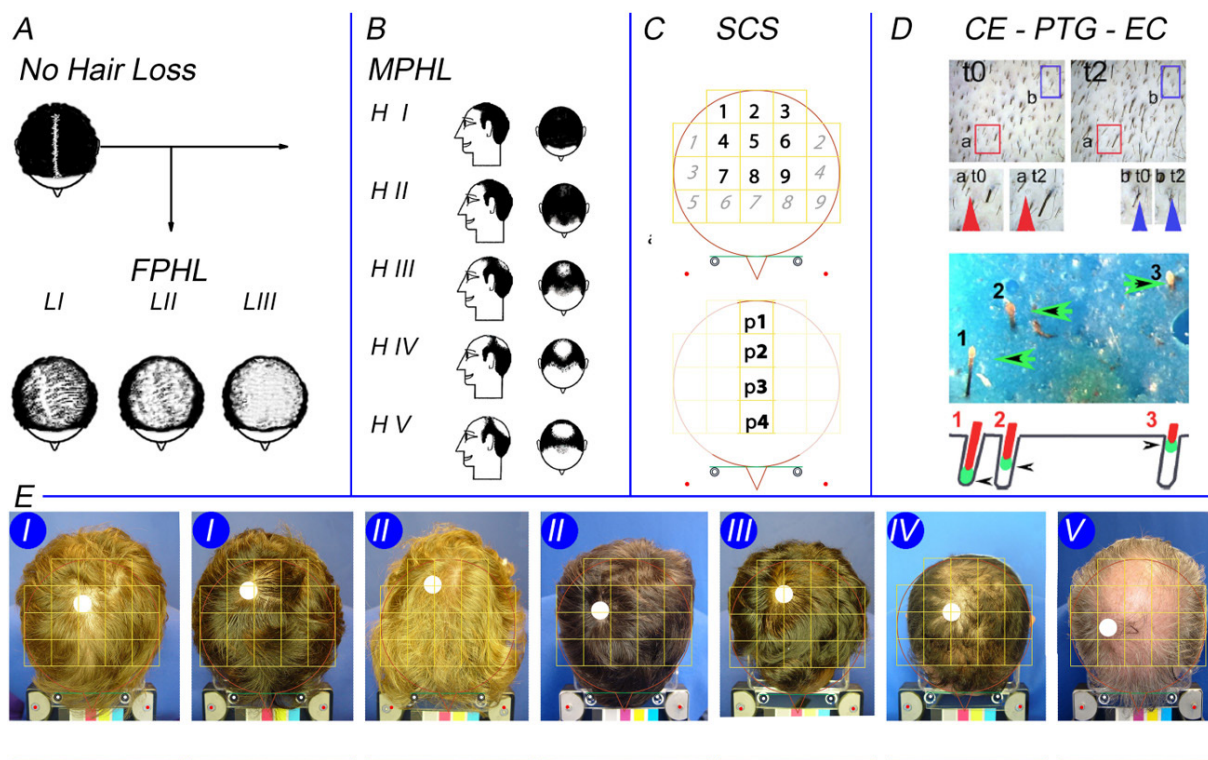 A
No Hair Loss
FPHL
LI LII LIII
B
MPHL
H I
H II
H III
H IV
H V
C SCS
1 2 3
1 4 5 6 2
3 7 8 9 4
5 6 7 8 9
p1
p2
p3
p4
D CE - PTG - EC
t0 t2
b b
a a
a t0 a t2 b t0 b t2
1 2 3
1 2 3
E
I I II II III IV V